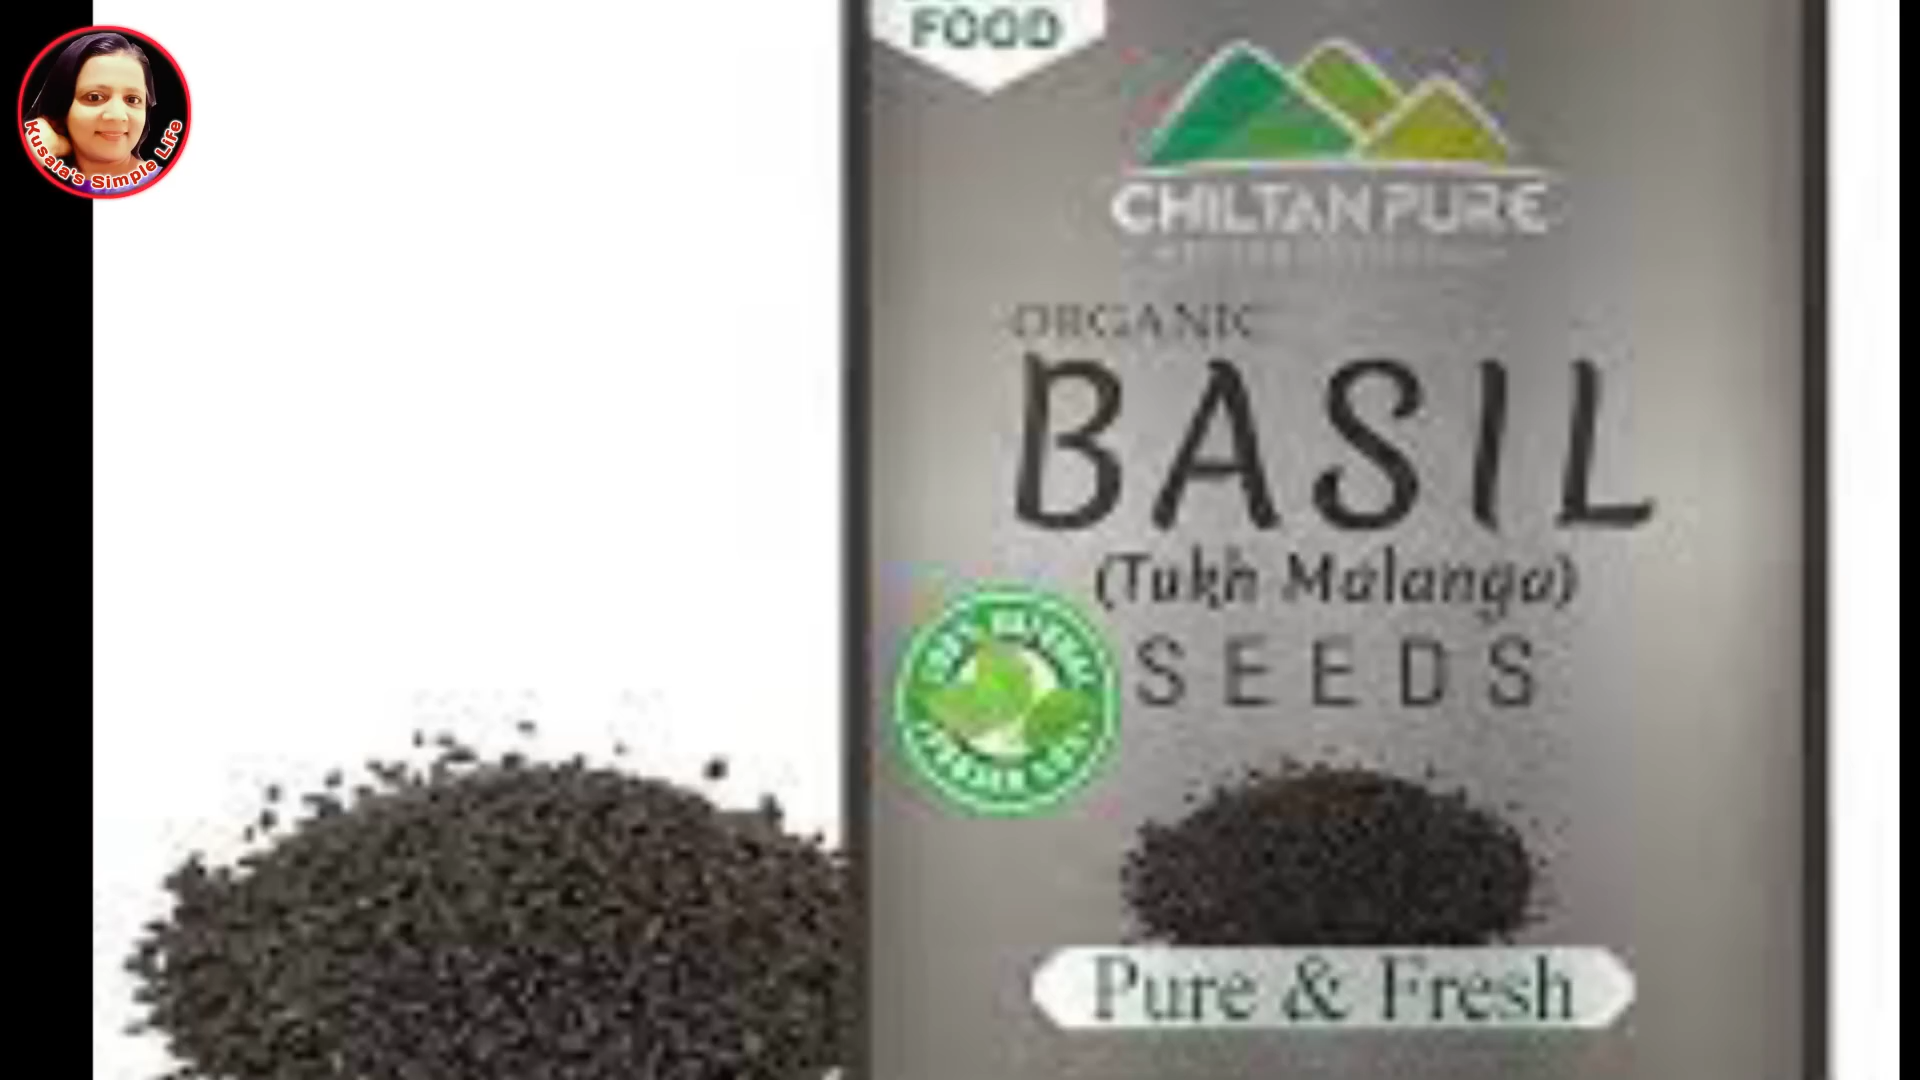 Kusala's Simple Life
FOOD
CHILTAN PURE
ORGANIC
BASIL
(Tukh Malanga)
SEEDS
Pure & Fresh